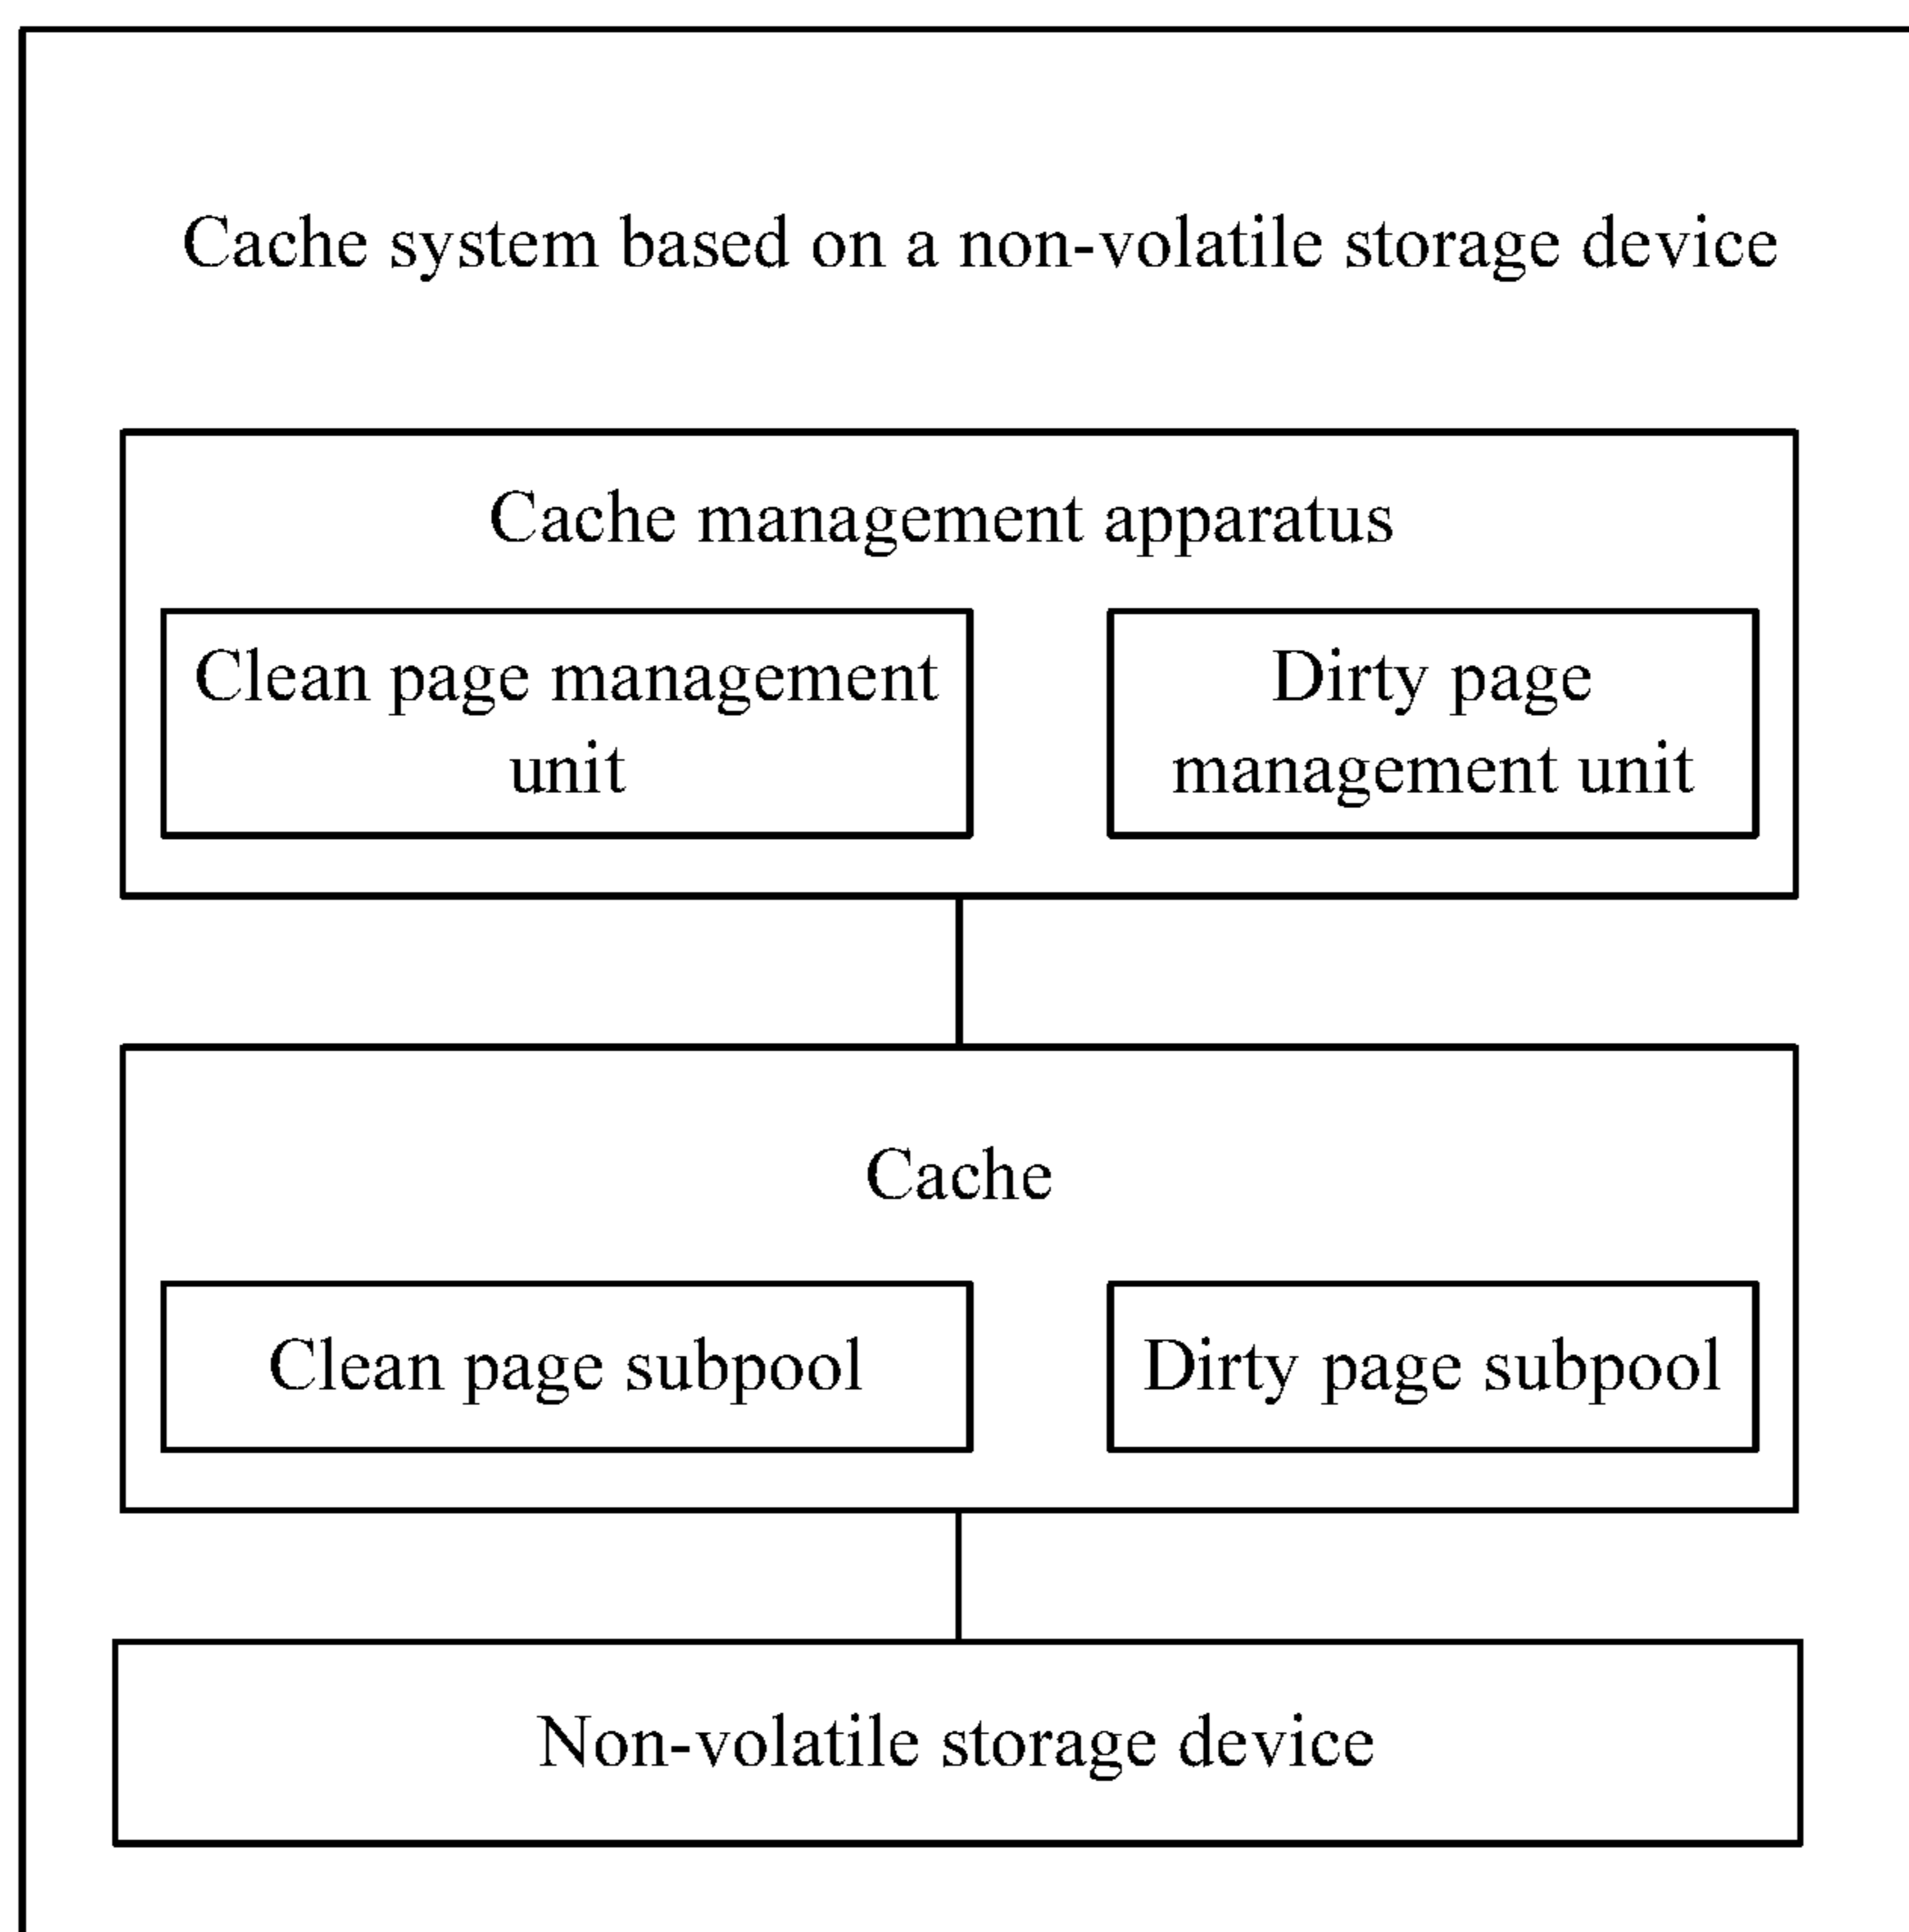 Cache system based on a non-volatile storage device
Cache management apparatus
Clean page management
unit
Dirty page
management unit
Cache
Clean page subpool
Dirty page subpool
Non-volatile storage device